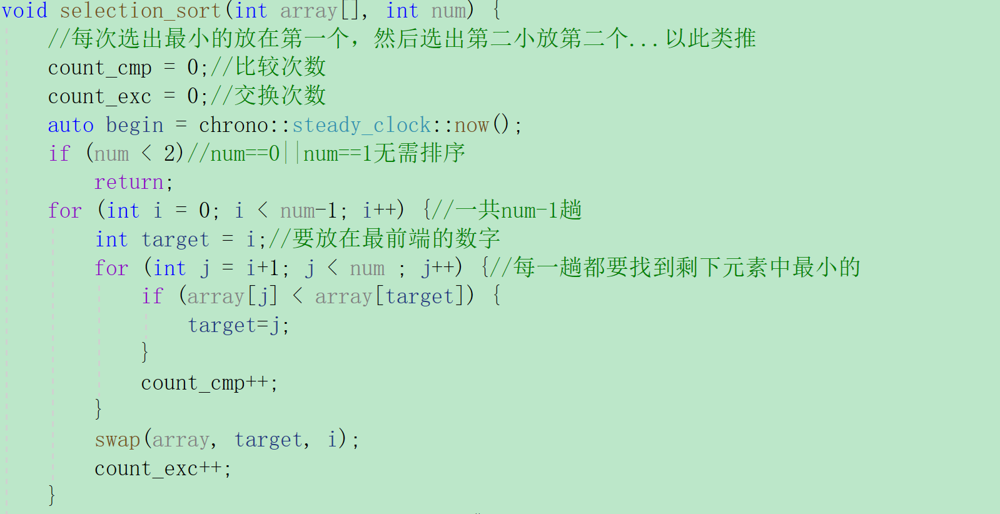 void selection_sort(int array[], int num) {
    //每次选出最小的放在第一个，然后选出第二小放第二个...以此类推
    count_cmp = 0;//比较次数
    count_exc = 0;//交换次数
    auto begin = chrono::steady_clock::now();
    if (num < 2)//num==0||num==1无需排序
        return;
    for (int i = 0; i < num-1; i++) {//一共num-1趟
        int target = i;//要放在最前端的数字
        for (int j = i+1; j < num ; j++) {//每一趟都要找到剩下元素中最小的
            if (array[j] < array[target]) {
                target=j;
            }
            count_cmp++;
        }
        swap(array, target, i);
        count_exc++;
    }